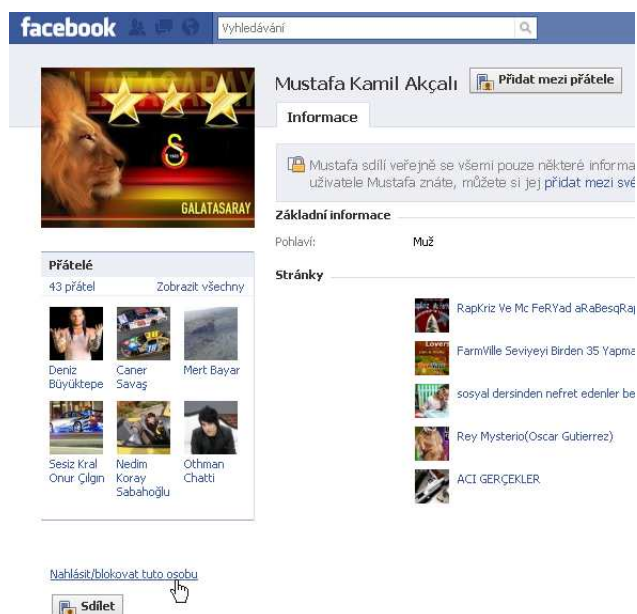 facebook
Vyhledávání
GALATASARAY
GALATASARAY
Mustafa Kamil Akçalı
Přidat mezi přátele
Informace
Mustafa sdílí veřejně se všemi pouze některé informa
uživatele Mustafa znáte, můžete si jej přidat mezi své
Základní informace
Pohlaví: Muž
Stránky
RapKriz Ve Mc FeRYad aRaBesqRap
FarmVille Seviyeyi Birden 35 Yapma
sosyal dersinden nefret edenler be
Rey Mysterio(Oscar Gutierrez)
ACI GERÇEKLER
Přátelé
43 přátel Zobrazit všechny
Deniz
Büyüktepe
Caner
Savaş
Mert Bayar
Sesiz Kral
Onur Çılgın
Nedim
Koray
Sabahoğlu
Othman
Chatti
Nahlásit/blokovat tuto osobu
Sdílet